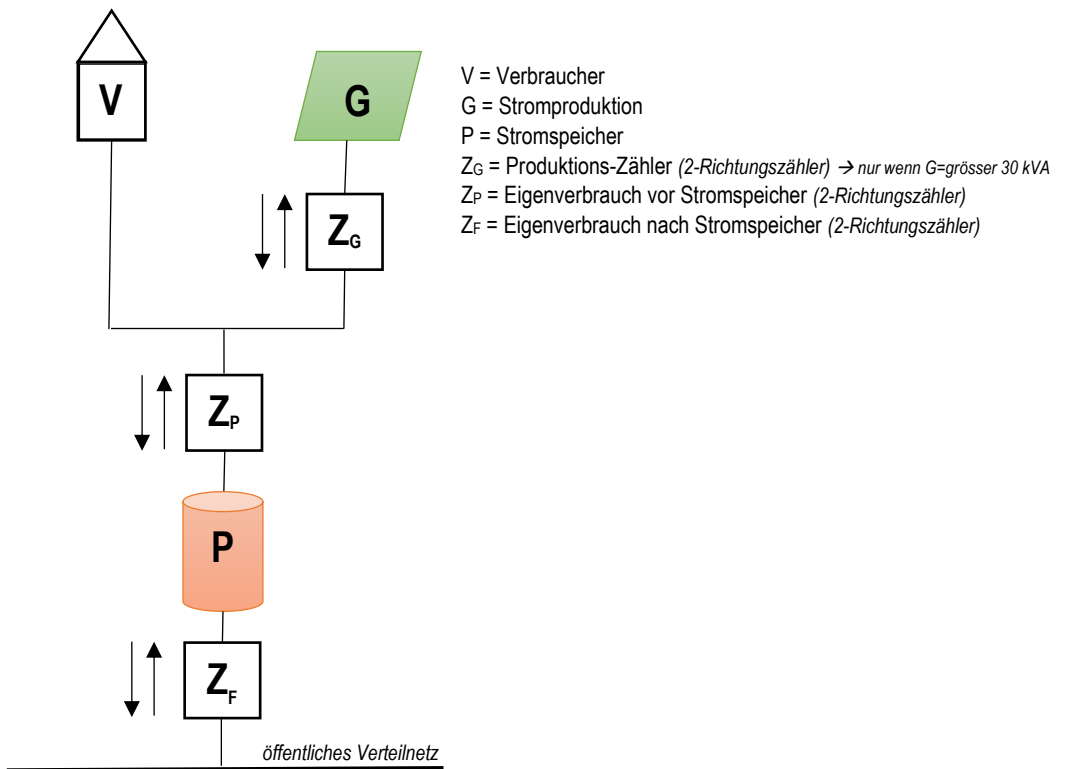 V
G
V = Verbraucher
G = Stromproduktion
P = Stromspeicher
ZG = Produktions-Zähler (2-Richtungszähler) → nur wenn G=grösser 30 kVA
ZP = Eigenverbrauch vor Stromspeicher (2-Richtungszähler)
ZF = Eigenverbrauch nach Stromspeicher (2-Richtungszähler)
ZG
ZP
P
ZF
öffentliches Verteilnetz